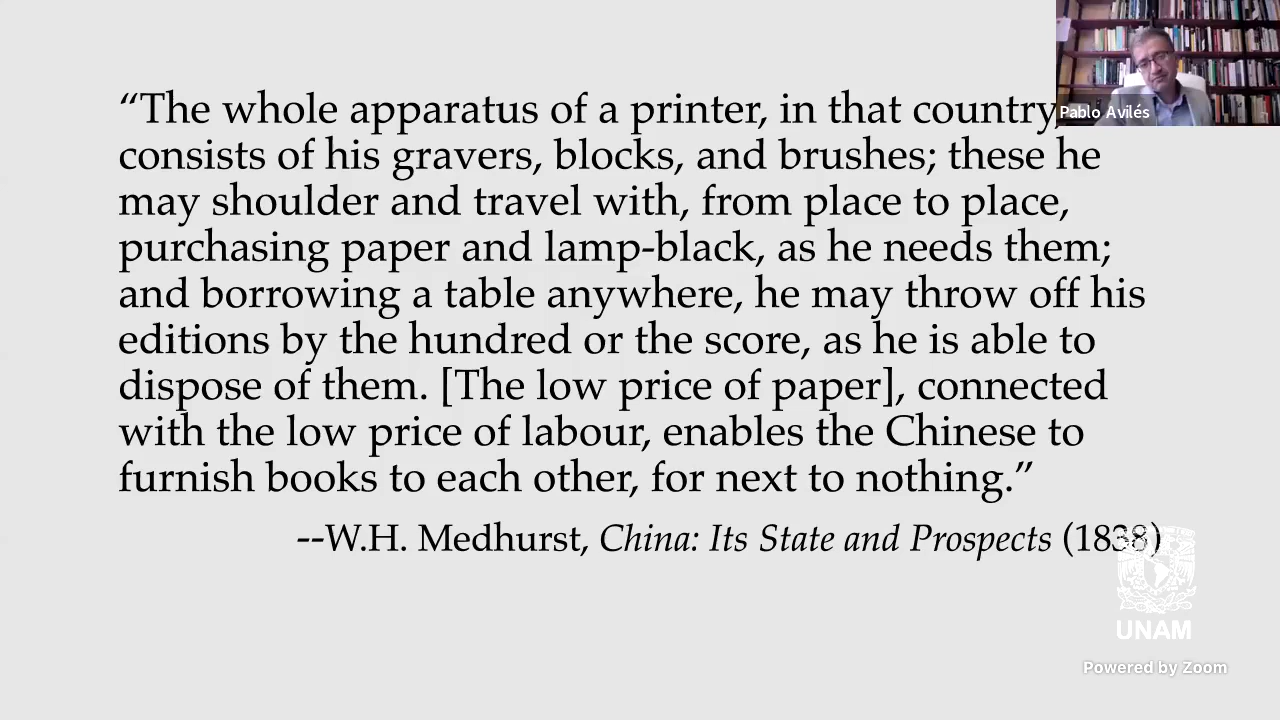 “The whole apparatus of a printer, in that country,
consists of his gravers, blocks, and brushes; these he
may shoulder and travel with, from place to place,
purchasing paper and lamp-black, as he needs them;
and borrowing a table anywhere, he may throw off his
editions by the hundred or the score, as he is able to
dispose of them. [The low price of paper], connected
with the low price of labour, enables the Chinese to
furnish books to each other, for next to nothing.”
--W.H. Medhurst, China: Its State and Prospects (1838)
Pablo Avilés
UNAM
Powered by Zoom